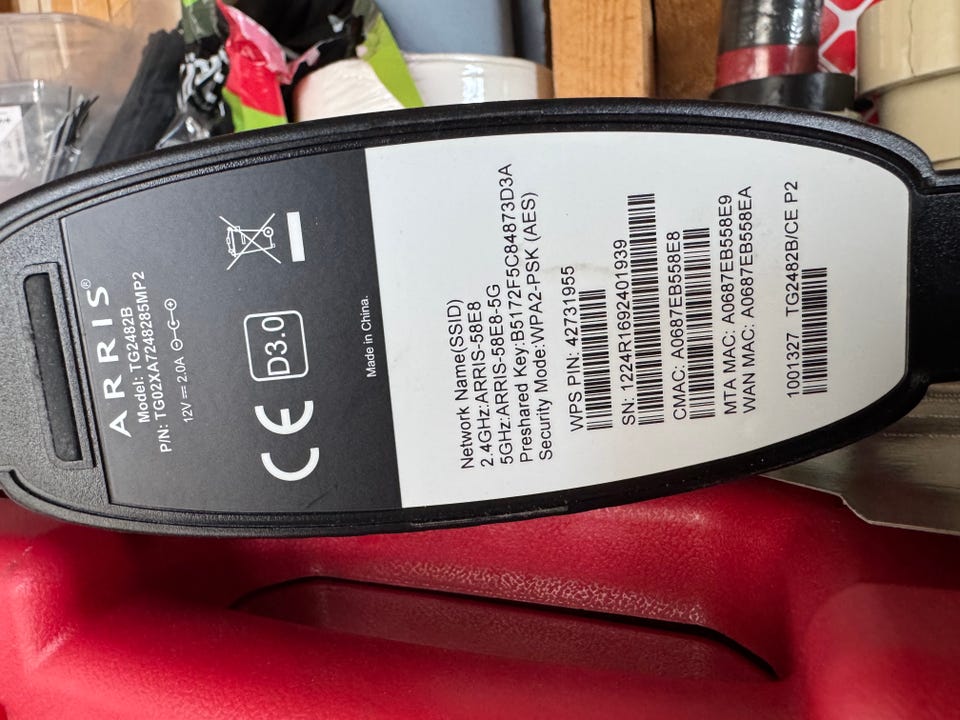 ARRIS®
Model: TG2482B
P/N: TG02XA7248285MP2
12V 2.0A
CE D3.0
Made in China.
Network Name(SSID)
2.4GHz:ARRIS-58E8
5GHz:ARRIS-58E8-5G
Preshared Key:B5172F5C84873D3A
Security Mode:WPA2-PSK (AES)
WPS PIN: 42731955
SN: 1224R1692401939
CMAC: A0687EB558E8
MTA MAC: A0687EB558E9
WAN MAC: A0687EB558EA
1001327 TG2482B/CE P2